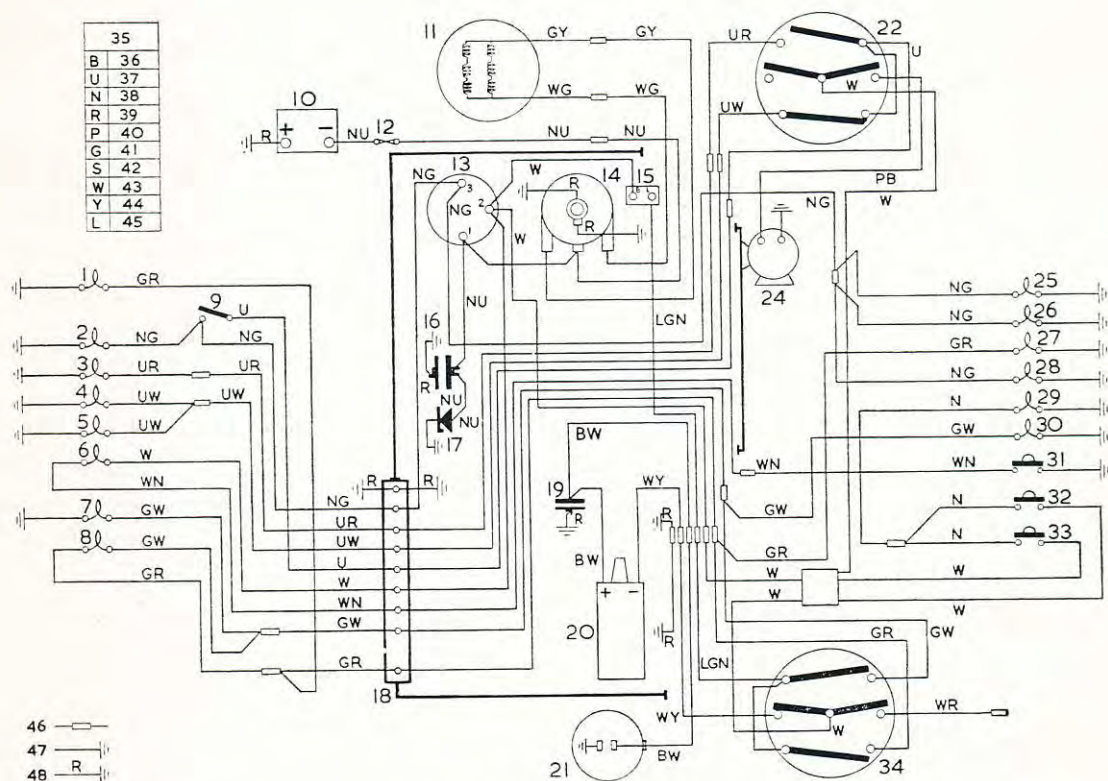 35
B 36
U 37
N 38
R 39
P 40
G 41
S 42
W 43
Y 44
L 45
10
R + − NU 12 NU NU
11
GY GY
WG WG
22
UR U
UW W
PB
W
NG
13
3
NG 2
NG
1
W
W
NU
14
R
R
15
LGN
24
1 GR
9 U
2 NG NG
3 UR UR
4 UW UW
5 UW
6 W
WN
7 GW
8 GW
GR
16
R
NU
17 NU
R R
NG
UR
UW
U
W
WN
GW
GR
18
BW
19
R
BW
WY
20
+ −
R
BW
R
21
BW
WY
LGN
GR
GW
WN
GW
GR
W
W
NG 25
NG 26
GR 27
NG 28
N 29
GW 30
WN 31
N 32
N 33
W
W
WR
W
34
46
47
48 R